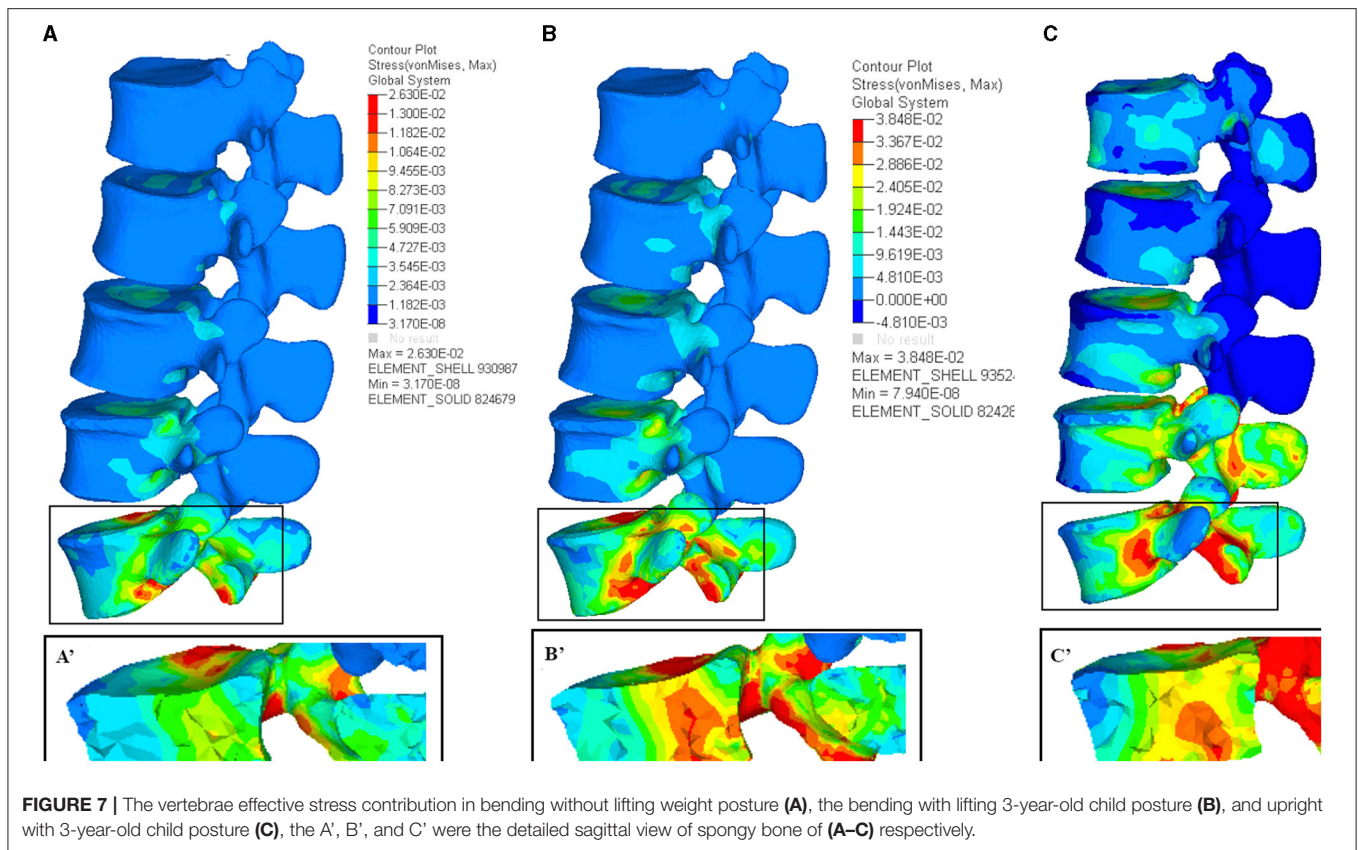 A
Contour Plot
Stress(vonMises, Max)
Global System
2.630E-02
1.300E-02
1.182E-02
1.064E-02
9.455E-03
8.273E-03
7.091E-03
5.909E-03
4.727E-03
3.545E-03
2.364E-03
1.182E-03
3.170E-08
No result
Max = 2.630E-02
ELEMENT_SHELL 930987
Min = 3.170E-08
ELEMENT_SOLID 824679
B
Contour Plot
Stress(vonMises, Max)
Global System
3.848E-02
3.367E-02
2.886E-02
2.405E-02
1.924E-02
1.443E-02
9.619E-03
4.810E-03
0.000E+00
-4.810E-03
No result
Max = 3.848E-02
ELEMENT_SHELL 9352
Min = 7.940E-08
ELEMENT_SOLID 8242
C
A'
B'
C'
FIGURE 7 | The vertebrae effective stress contribution in bending without lifting weight posture (A), the bending with lifting 3-year-old child posture (B), and upright
with 3-year-old child posture (C), the A', B', and C' were the detailed sagittal view of spongy bone of (A–C) respectively.